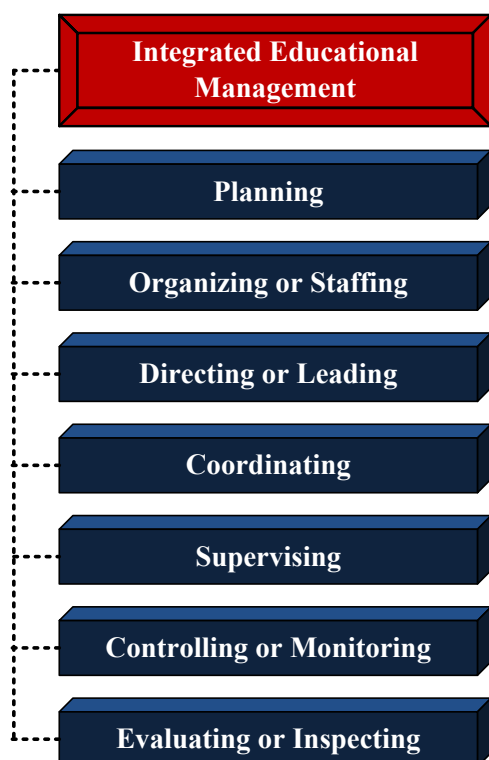 Integrated Educational
Management
Planning
Organizing or Staffing
Directing or Leading
Coordinating
Supervising
Controlling or Monitoring
Evaluating or Inspecting